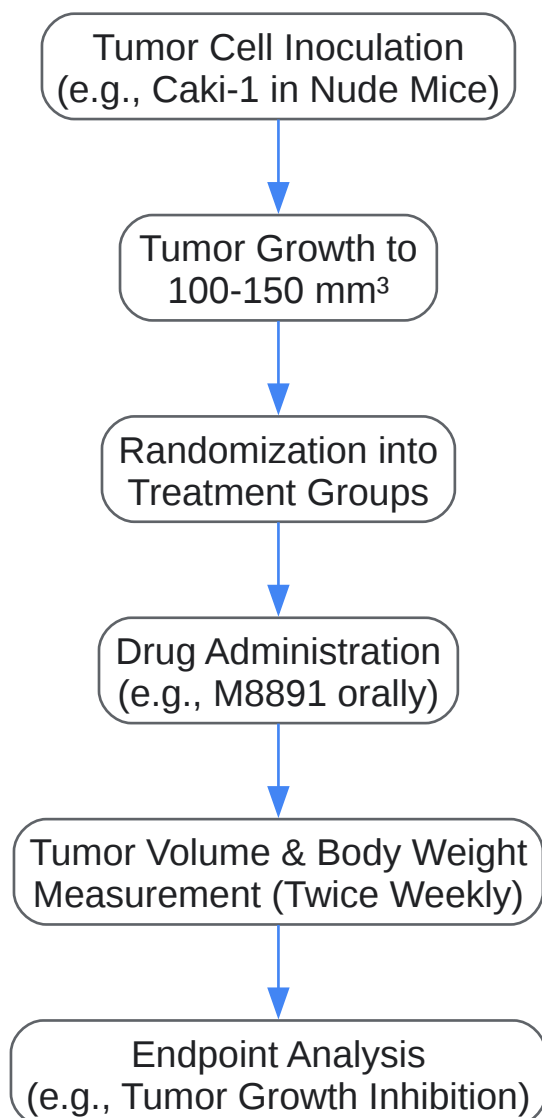 Tumor Cell Inoculation
(e.g., Caki-1 in Nude Mice)
Tumor Growth to
100-150 mm³
Randomization into
Treatment Groups
Drug Administration
(e.g., M8891 orally)
Tumor Volume & Body Weight
Measurement (Twice Weekly)
Endpoint Analysis
(e.g., Tumor Growth Inhibition)